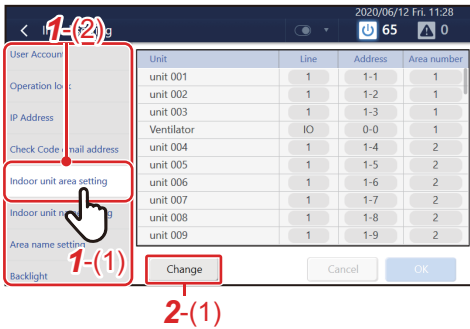 2020/06/12 Fri. 11:28
65 0
1-(2)
User Account
Operation lock
IP Address
Check Code email address
Indoor unit area setting
Indoor unit
Area name setting
Backlight
1-(1)
Unit Line Address Area number
unit 001 1 1-1 1
unit 002 1 1-2 1
unit 003 1 1-3 1
Ventilator IO 0-0 1
unit 004 1 1-4 2
unit 005 1 1-5 2
unit 006 1 1-6 2
unit 007 1 1-7 2
unit 008 1 1-8 2
unit 009 1 1-9 2
Change Cancel OK
2-(1)